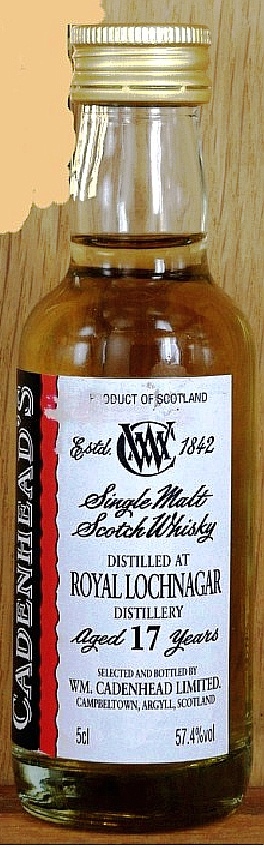 PRODUCT OF SCOTLAND
Estd. WMC 1842
Single Malt
Scotch Whisky
DISTILLED AT
ROYAL LOCHNAGAR
DISTILLERY
Aged 17 Years
SELECTED AND BOTTLED BY
WM. CADENHEAD LIMITED.
CAMPBELTOWN, ARGYLL, SCOTLAND
5cl 57.4%vol
CADENHEAD'S